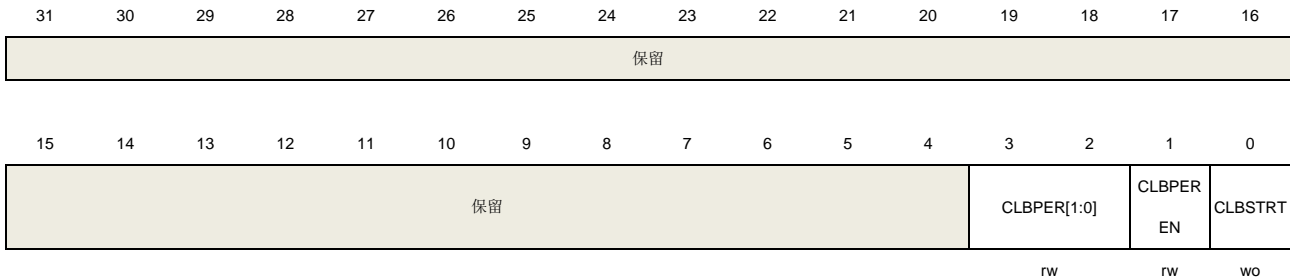 31 30 29 28 27 26 25 24 23 22 21 20 19 18 17 16
保留
15 14 13 12 11 10 9 8 7 6 5 4 3 2 1 0
保留 CLBPER[1:0] CLBPER EN CLBSTRT
rw rw wo